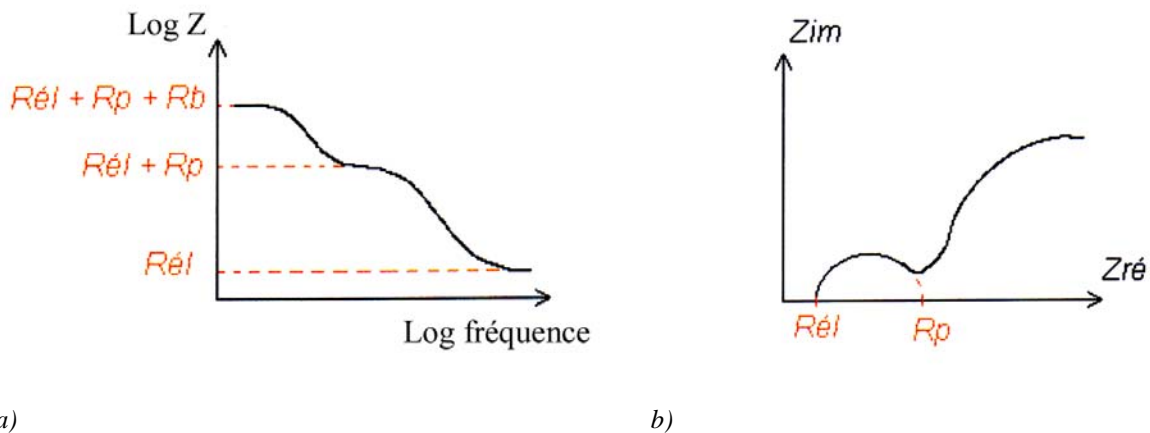 Log Z
Rél + Rp + Rb
Rél + Rp
Rél
Log fréquence
Zim
Zré
Rél
Rp
a)
b)